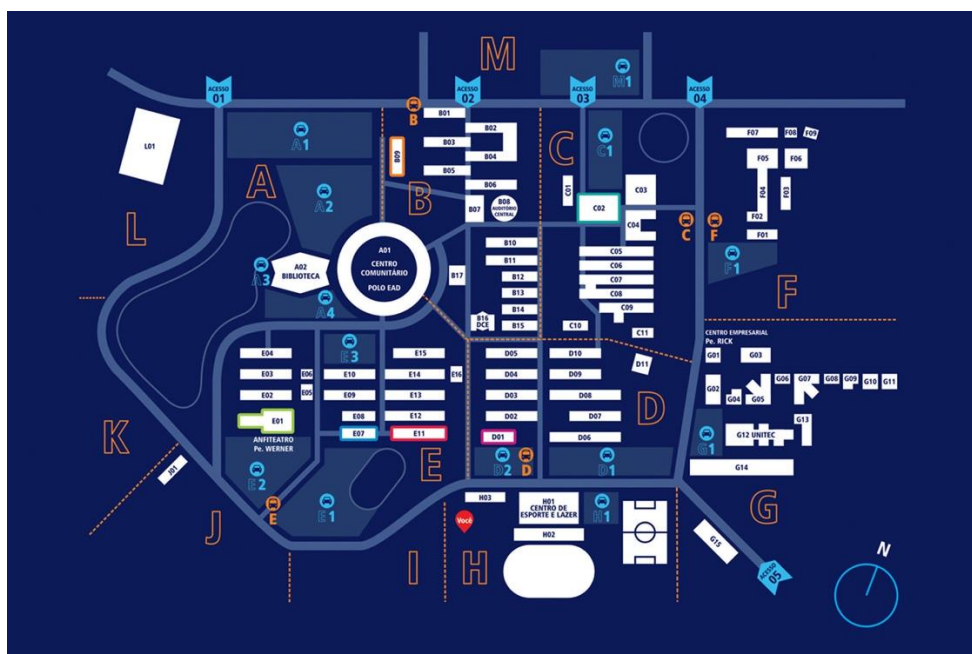 M
M1
ACESSO
01
ACESSO
02
ACESSO
03
ACESSO
04
B
B01
L01
A1
B09
B02
B03
B04
B05
B06
B07
B08
AUDITÓRIO
CENTRAL
C
C1
C01
C02
C03
C04
F07
F08
F09
F05
F06
F04
F03
F02
F01
A
A2
B
L
C
F
F1
F
A01
CENTRO
COMUNITÁRIO
POLO EAD
A02
BIBLIOTECA
A3
A4
B17
B10
B11
B12
B13
B14
B15
B16
DCE
C05
C06
C07
C08
C09
C10
C11
D11
CENTRO EMPRESARIAL
Pe. RICK
G01
G03
G02
G04
G05
G06
G07
G08
G09
G10
G11
G13
G1
G12 UNITEC
G14
G
G15
E04
E03
E02
E06
E05
E01
ANFITEATRO
Pe. WERNER
E3
E10
E09
E08
E07
E15
E14
E13
E12
E11
E16
D05
D04
D03
D02
D01
D10
D09
D08
D07
D06
D
D2
D
D1
K
J01
J
E2
E
E1
E
I
H
H03
Você
H01
CENTRO DE
ESPORTE E LAZER
H02
H1
ACESSO
05
N